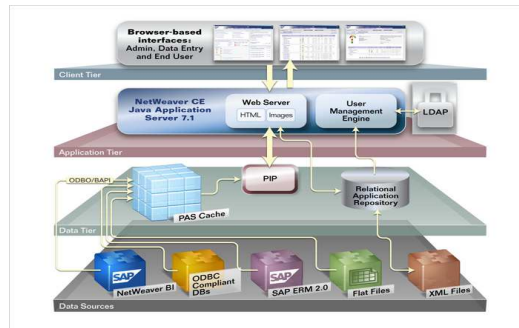 Browser-based
interfaces:
Admin, Data Entry
and End User
Client Tier
NetWeaver CE
Java Application
Server 7.1
Web Server
HTML Images
User
Management
Engine
LDAP
Application Tier
ODBO/BAPI
PAS Cache
PIP
Relational
Application
Repository
Data Tier
SAP
NetWeaver BI
ODBC
Compliant
DBs
SAP
SAP ERM 2.0
Flat Files
XML Files
Data Sources